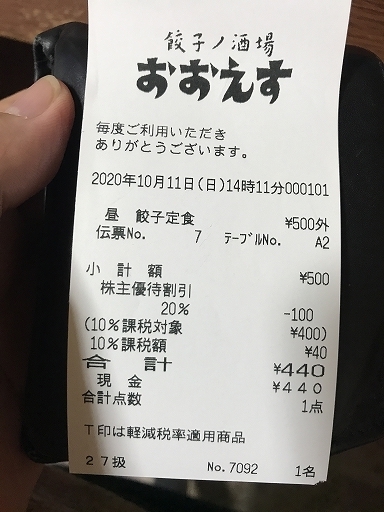 餃子ノ酒場
おおえす
毎度ご利用いただき
ありがとうございます。
2020年10月11日(日)14時11分000101
昼 餃子定食 ¥500外
伝票No. 7 テーブルNo. A2
小計額 ¥500
株主優待割引
20% -100
(10%課税対象 ¥400)
10%課税額 ¥40
合計 ¥440
現金 ¥440
合計点数 1点
T印は軽減税率適用商品
27扱 No.7092 1名